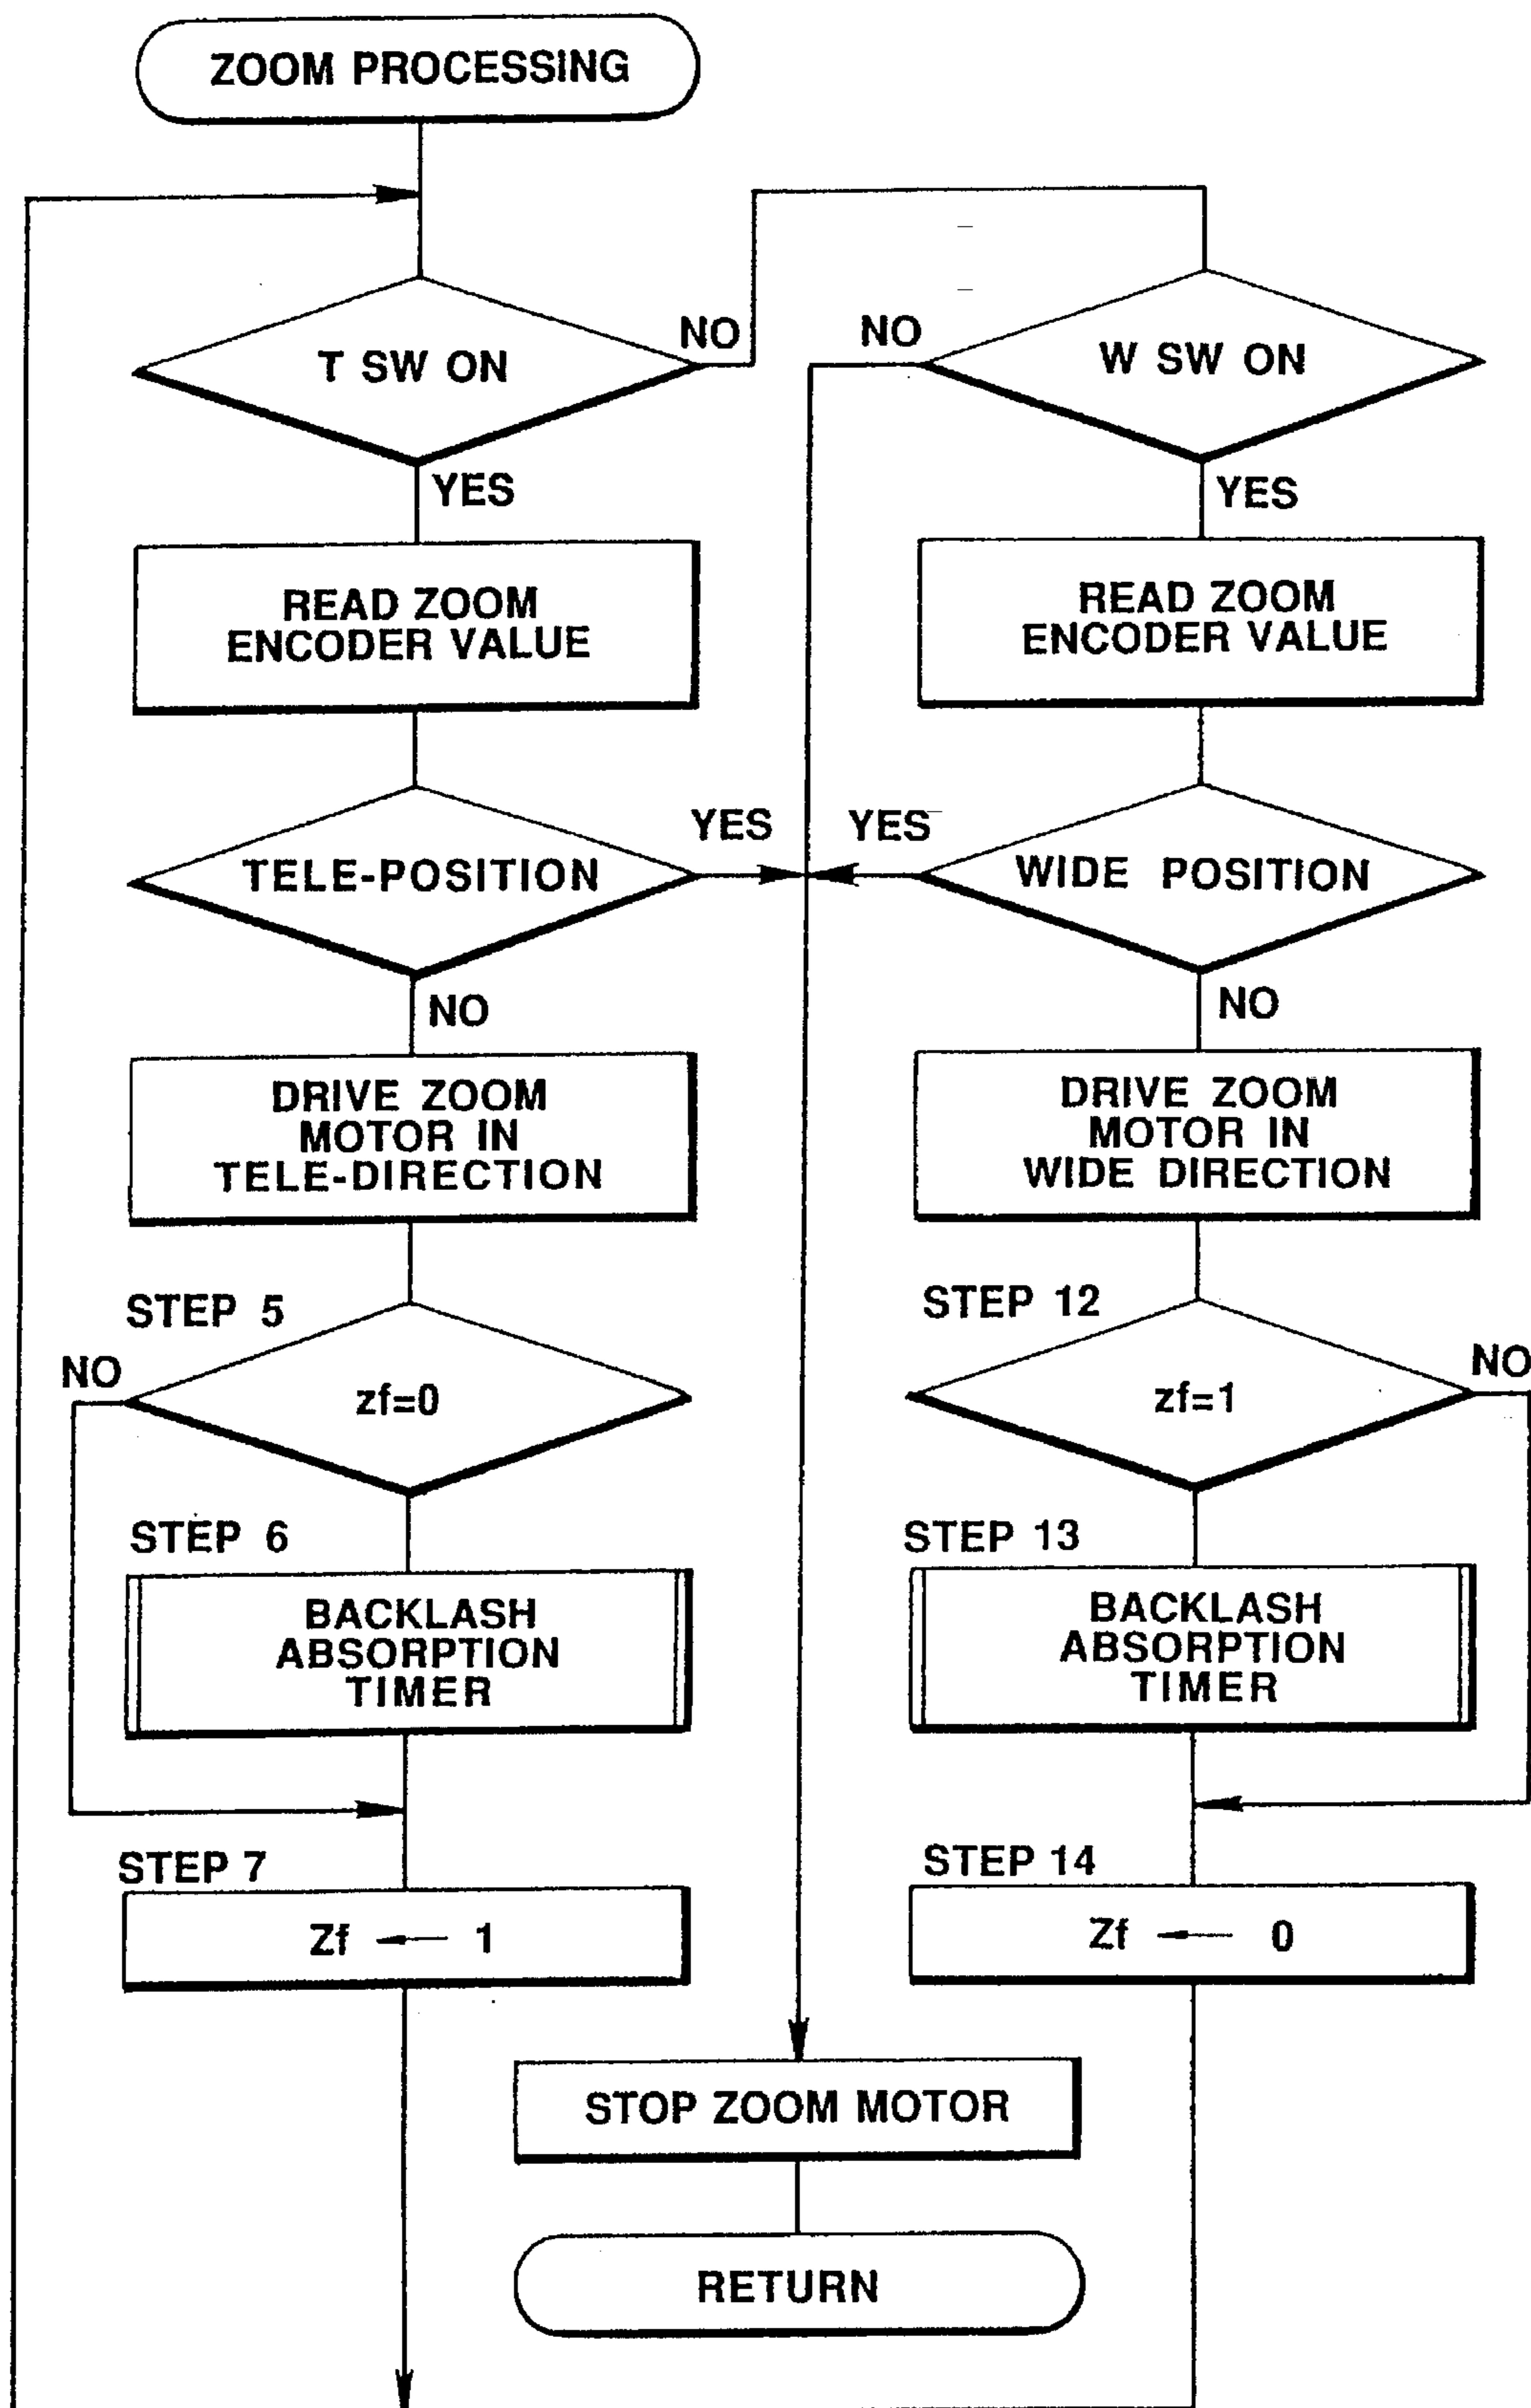 ZOOM PROCESSING
T SW ON
NO
NO
W SW ON
YES
YES
READ ZOOM
ENCODER VALUE
READ ZOOM
ENCODER VALUE
TELE-POSITION
YES
YES
WIDE POSITION
NO
NO
DRIVE ZOOM
MOTOR IN
TELE-DIRECTION
DRIVE ZOOM
MOTOR IN
WIDE DIRECTION
STEP 5
NO
zf=0
STEP 12
NO
zf=1
STEP 6
BACKLASH
ABSORPTION
TIMER
STEP 13
BACKLASH
ABSORPTION
TIMER
STEP 7
Zf ← 1
STEP 14
Zf ← 0
STOP ZOOM MOTOR
RETURN